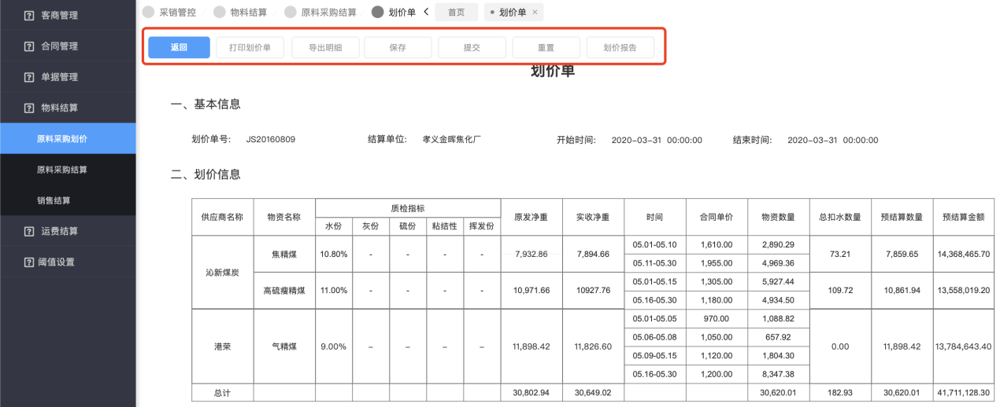 客商管理
合同管理
单据管理
物料结算
原料采购划价
原料采购结算
销售结算
运费结算
阈值设置
采销管控 物料结算 原料采购结算 划价单 首页 • 划价单 ×
返回 打印划价单 导出明细 保存 提交 重置 划价报告
划价单
一、基本信息
划价单号: JS20160809 结算单位: 孝义金晖焦化厂 开始时间: 2020-03-31 00:00:00 结束时间: 2020-03-31 00:00:00
二、划价信息
供应商名称 物资名称 质检指标 原发净重 实收净重 时间 合同单价 物资数量 总扣水数量 预结算数量 预结算金额
水份 灰份 硫份 粘结性 挥发份
沁新煤炭 焦精煤 10.80% - - - - 7,932.86 7,894.66 05.01-05.10 1,610.00 2,890.29 73.21 7,859.65 14,368,465.70
05.11-05.30 1,955.00 4,969.36
高硫瘦精煤 11.00% - - - - 10,971.66 10927.76 05.01-05.15 1,305.00 5,927.44 109.72 10,861.94 13,558,019.20
05.16-05.30 1,180.00 4,934.50
港荣 气精煤 9.00% – – – – 11,898.42 11,826.60 05.01-05.05 970.00 1,088.82 0.00 11,898.42 13,784,643.40
05.06-05.08 1,050.00 657.92
05.09-05.15 1,120.00 1,804.30
05.16-05.30 1,200.00 8,347.38
总计 30,802.94 30,649.02 30,620.01 182.93 30,620.01 41,711,128.30